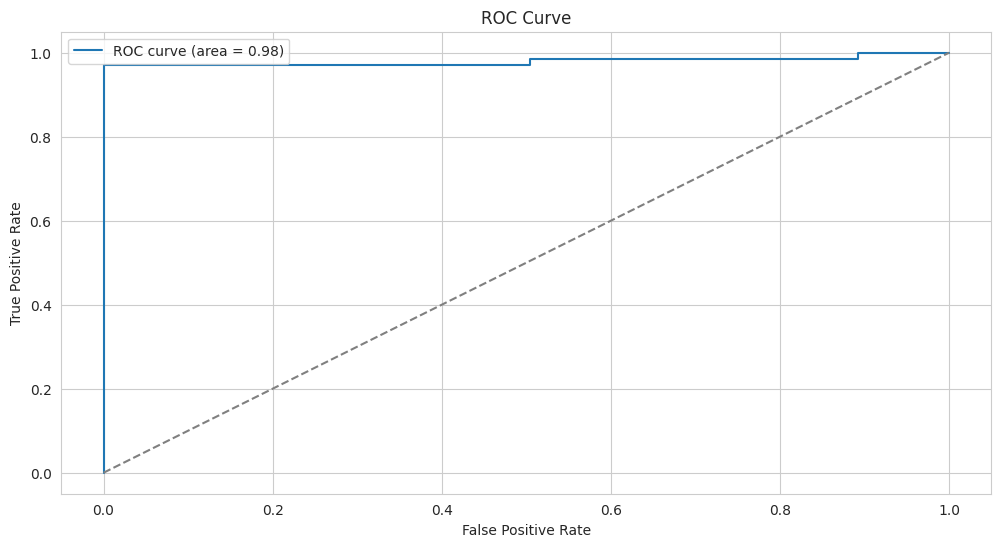 ROC Curve
ROC curve (area = 0.98)
True Positive Rate
1.0
0.8
0.6
0.4
0.2
0.0
0.0 0.2 0.4 0.6 0.8 1.0
False Positive Rate